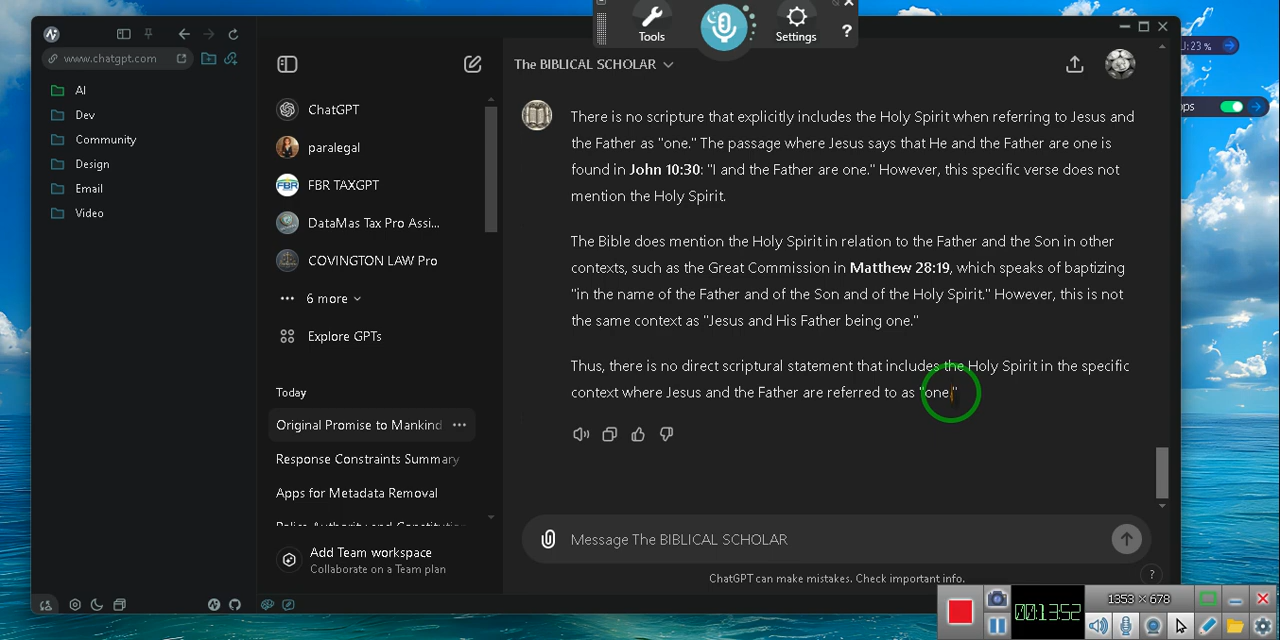 Tools
Settings
?
www.chatgpt.com
AI
Dev
Community
Design
Email
Video
ChatGPT
paralegal
FBR TAXGPT
DataMas Tax Pro Assi...
COVINGTON LAW Pro
6 more
Explore GPTs
Today
Original Promise to Mankind
Response Constraints Summary
Apps for Metadata Removal
Add Team workspace
Collaborate on a Team plan
The BIBLICAL SCHOLAR
There is no scripture that explicitly includes the Holy Spirit when referring to Jesus and
the Father as "one." The passage where Jesus says that He and the Father are one is
found in John 10:30: "I and the Father are one." However, this specific verse does not
mention the Holy Spirit.
The Bible does mention the Holy Spirit in relation to the Father and the Son in other
contexts, such as the Great Commission in Matthew 28:19, which speaks of baptizing
"in the name of the Father and of the Son and of the Holy Spirit." However, this is not
the same context as "Jesus and His Father being one."
Thus, there is no direct scriptural statement that includes the Holy Spirit in the specific
context where Jesus and the Father are referred to as "one."
Message The BIBLICAL SCHOLAR
ChatGPT can make mistakes. Check important info.
?
U: 23 %
ops
FBR
00:13:52
1353 × 678